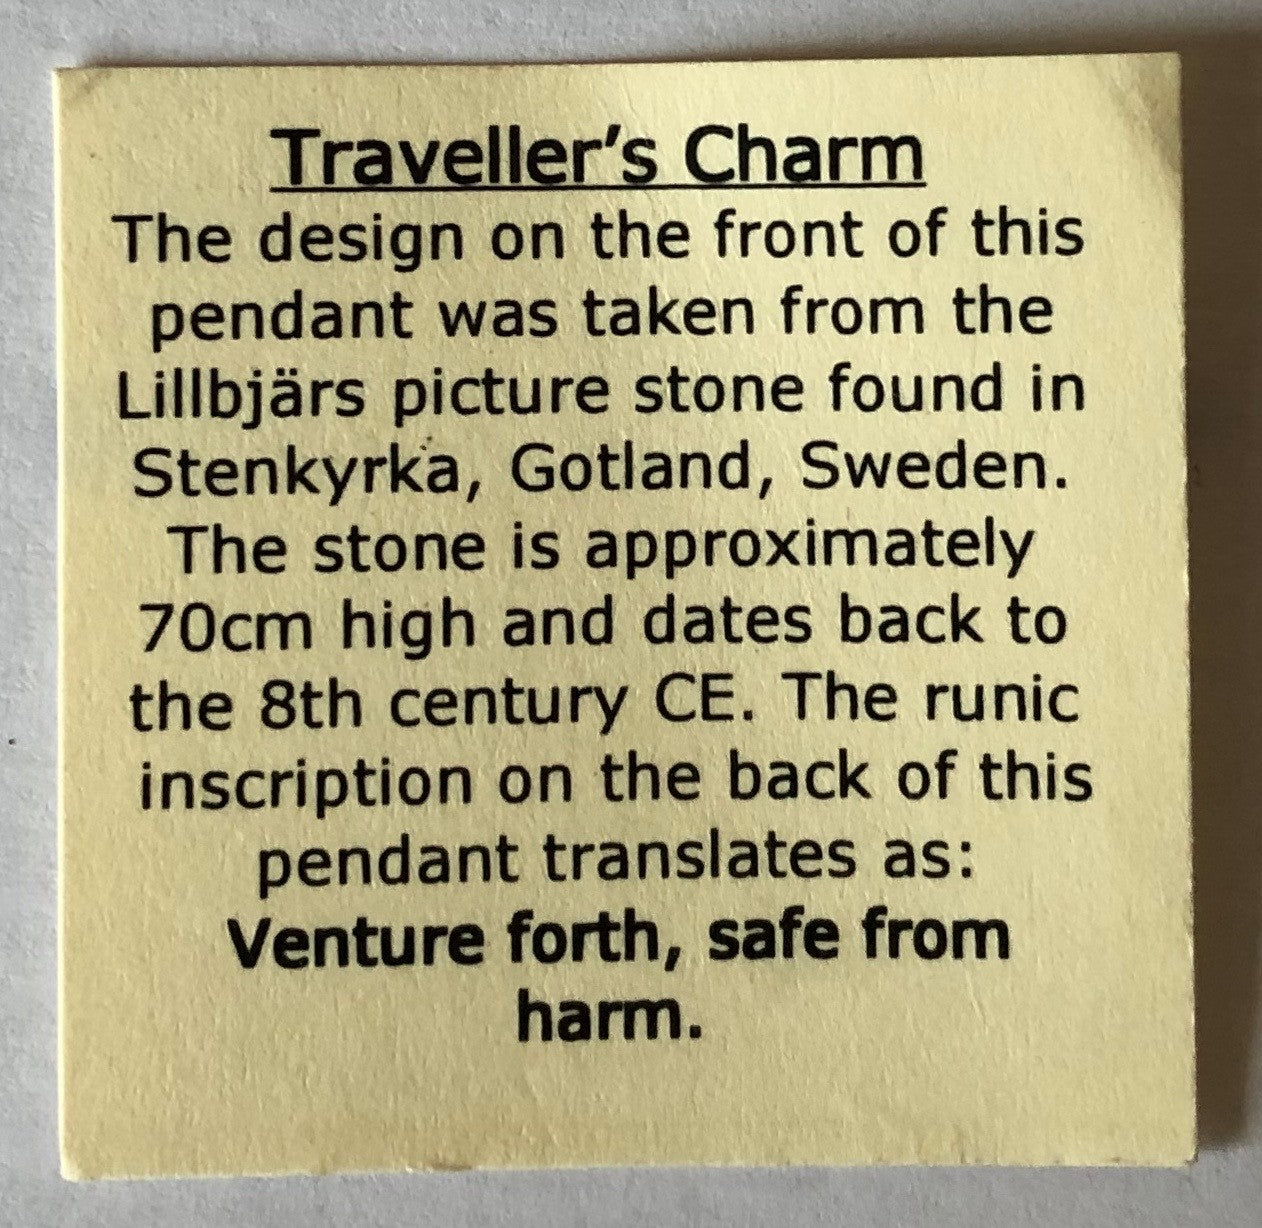 Traveller's Charm
The design on the front of this
pendant was taken from the
Lillbjärs picture stone found in
Stenkyrka, Gotland, Sweden.
The stone is approximately
70cm high and dates back to
the 8th century CE. The runic
inscription on the back of this
pendant translates as:
Venture forth, safe from
harm.